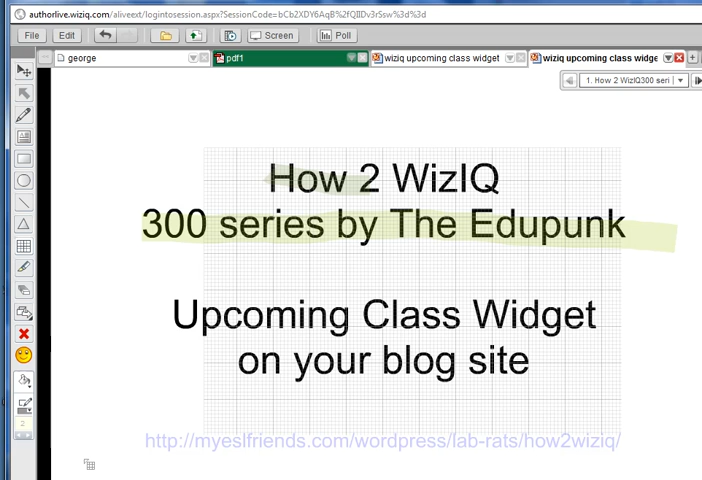 authorlive.wiziq.com/aliveext/logintosession.aspx?SessionCode=bCb2XDY6AqB%2fQIIDvr3rSsw%3d%3d
File Edit Screen Poll
george pdf1 wiziq upcoming class widget wiziq upcoming class widge
1. How 2 WizIQ300 seri
How 2 WizIQ
300 series by The Edupunk
Upcoming Class Widget
on your blog site
http://myeslfriends.com/wordpress/lab-rats/how2wiziq/
2